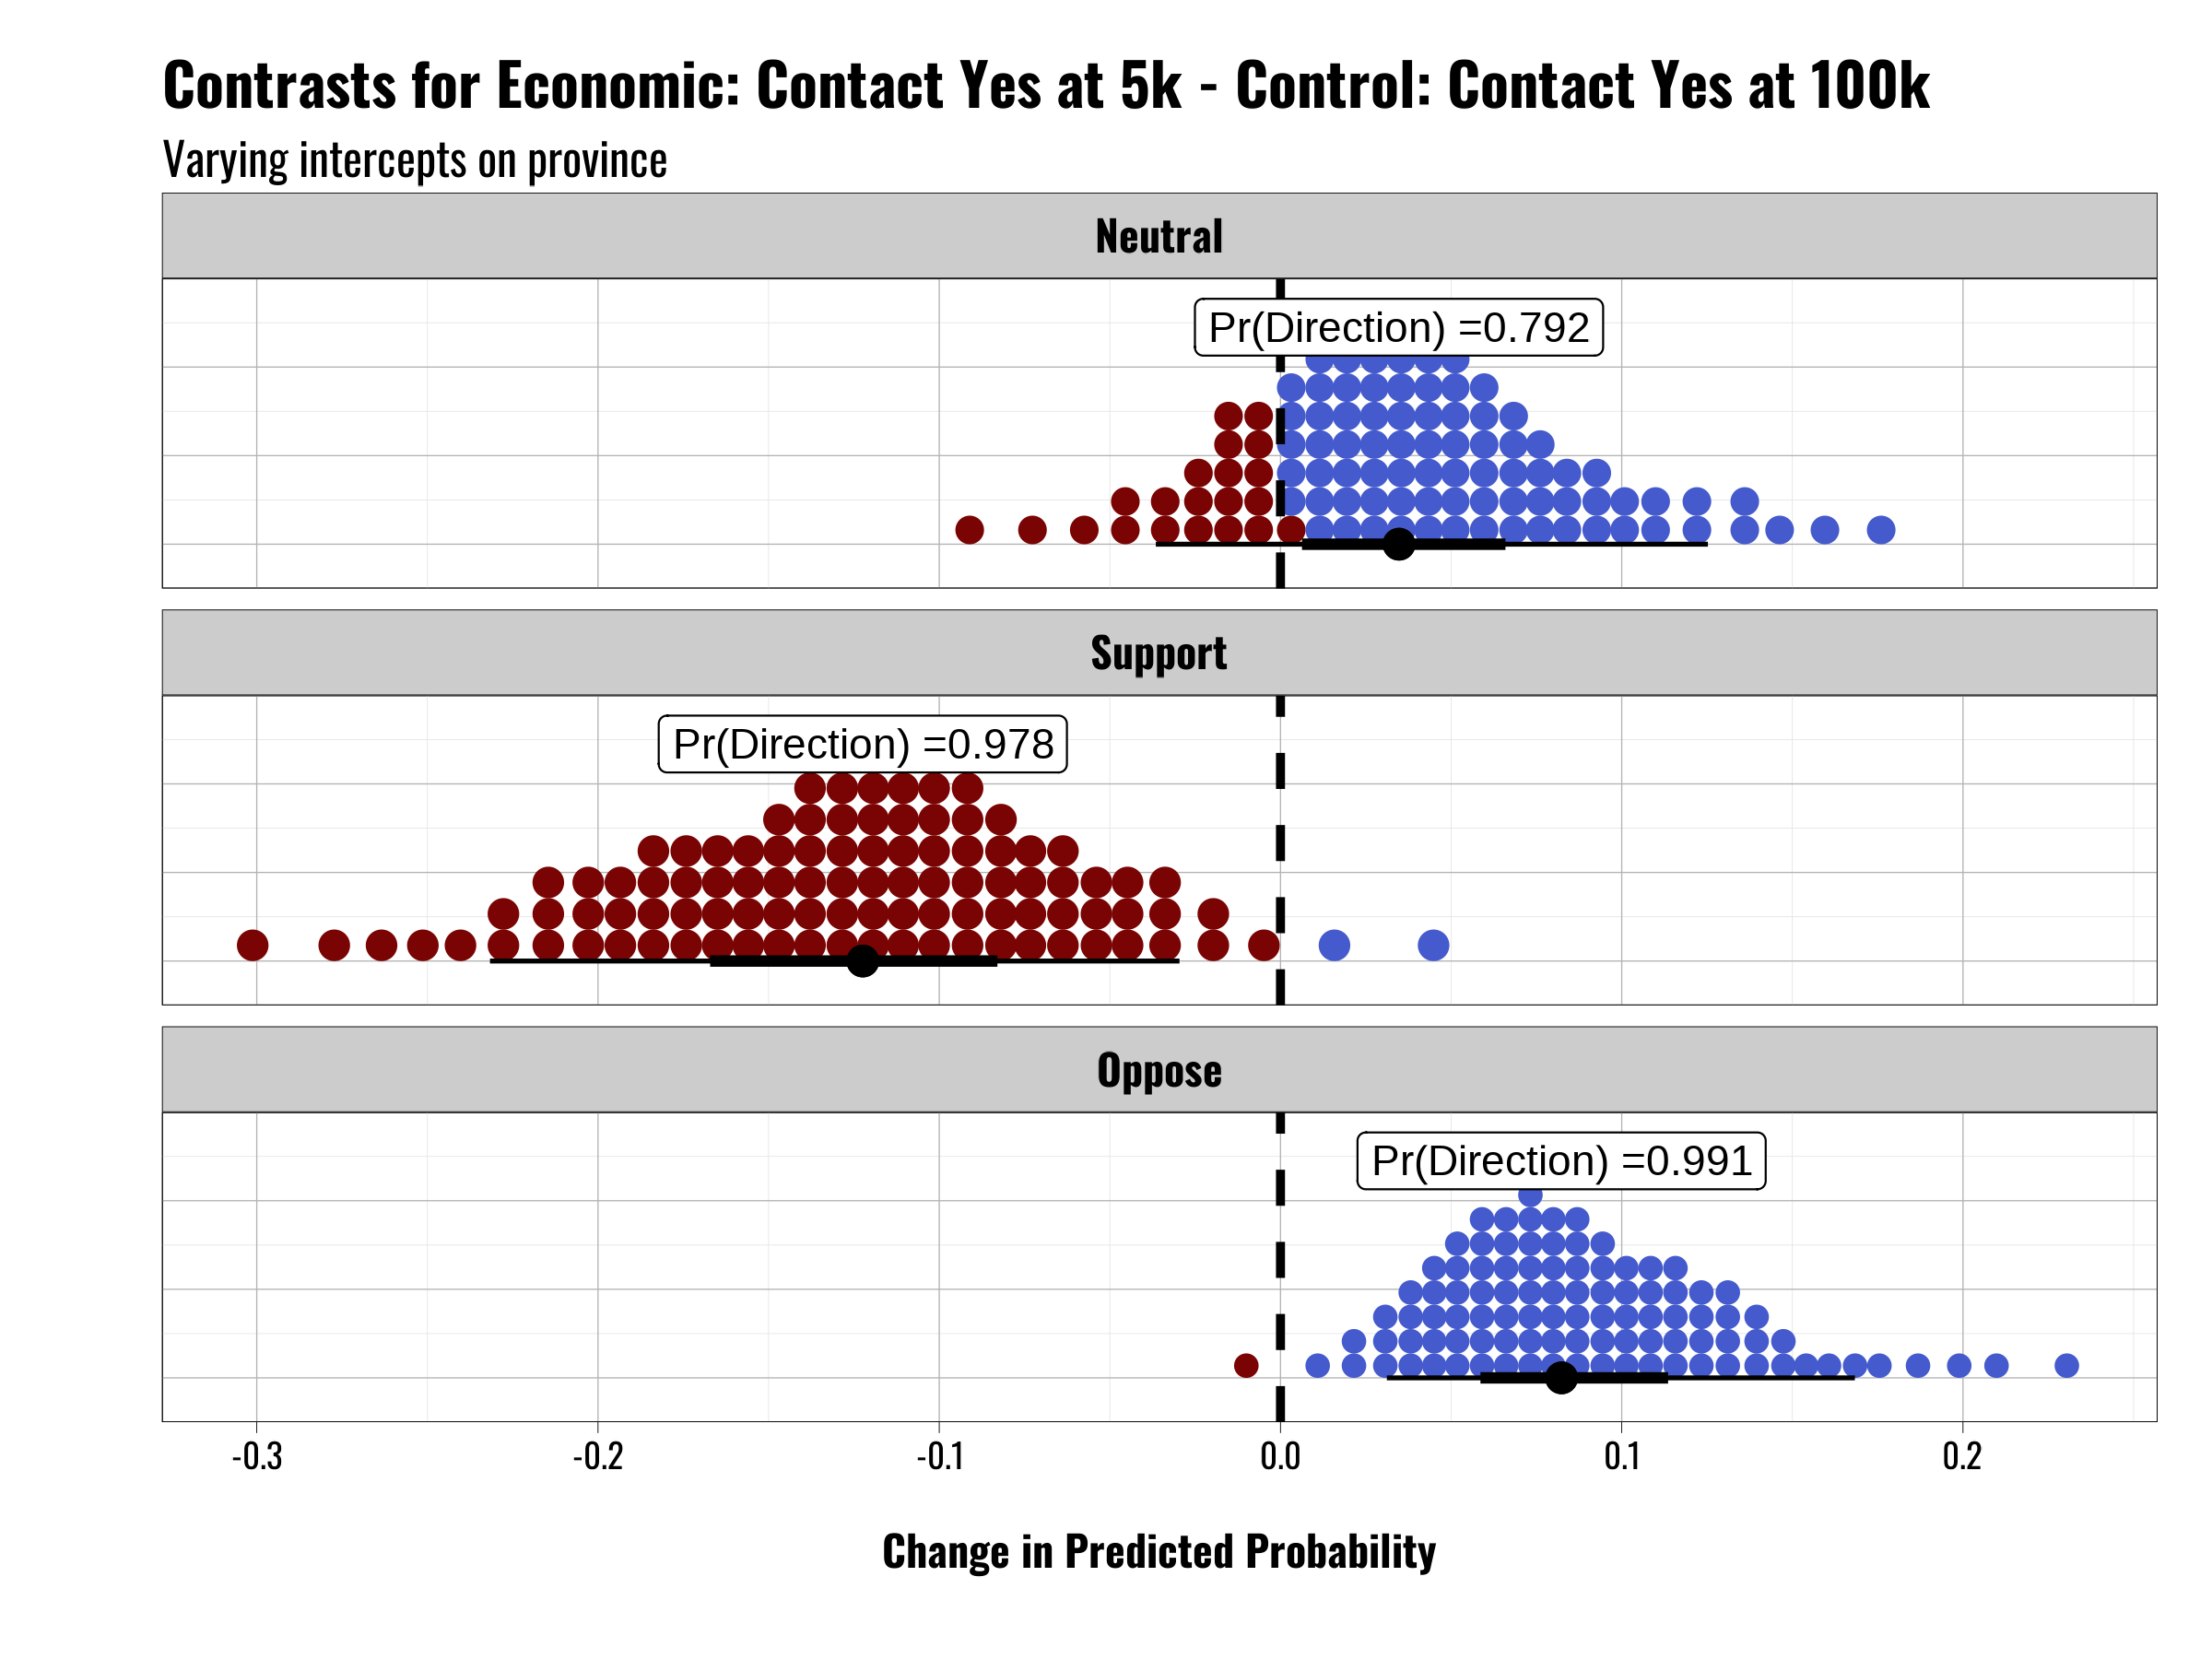 Contrasts for Economic: Contact Yes at 5k - Control: Contact Yes at 100k
Varying intercepts on province
Neutral
Pr(Direction) =0.792
Support
Pr(Direction) =0.978
Oppose
Pr(Direction) =0.991
-0.3 -0.2 -0.1 0.0 0.1 0.2
Change in Predicted Probability